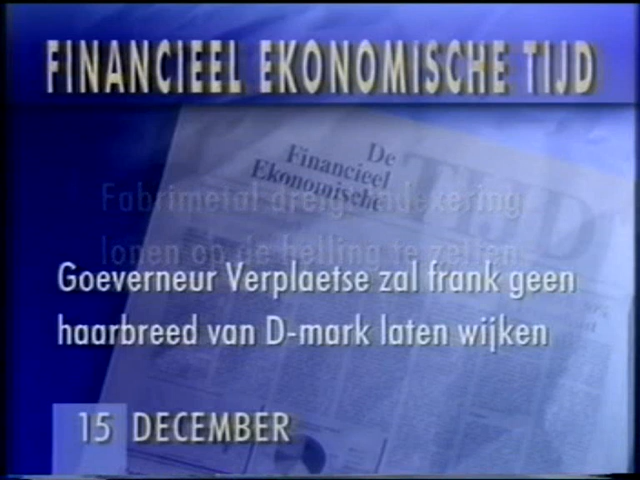 FINANCIEEL EKONOMISCHE TIJD
De
Financieel
Ekonomische
TIJD
Fabrimetal dreigt indexering
lonen op de helling te zetten
Goeverneur Verplaetse zal frank geen
haarbreed van D-mark laten wijken
15 DECEMBER